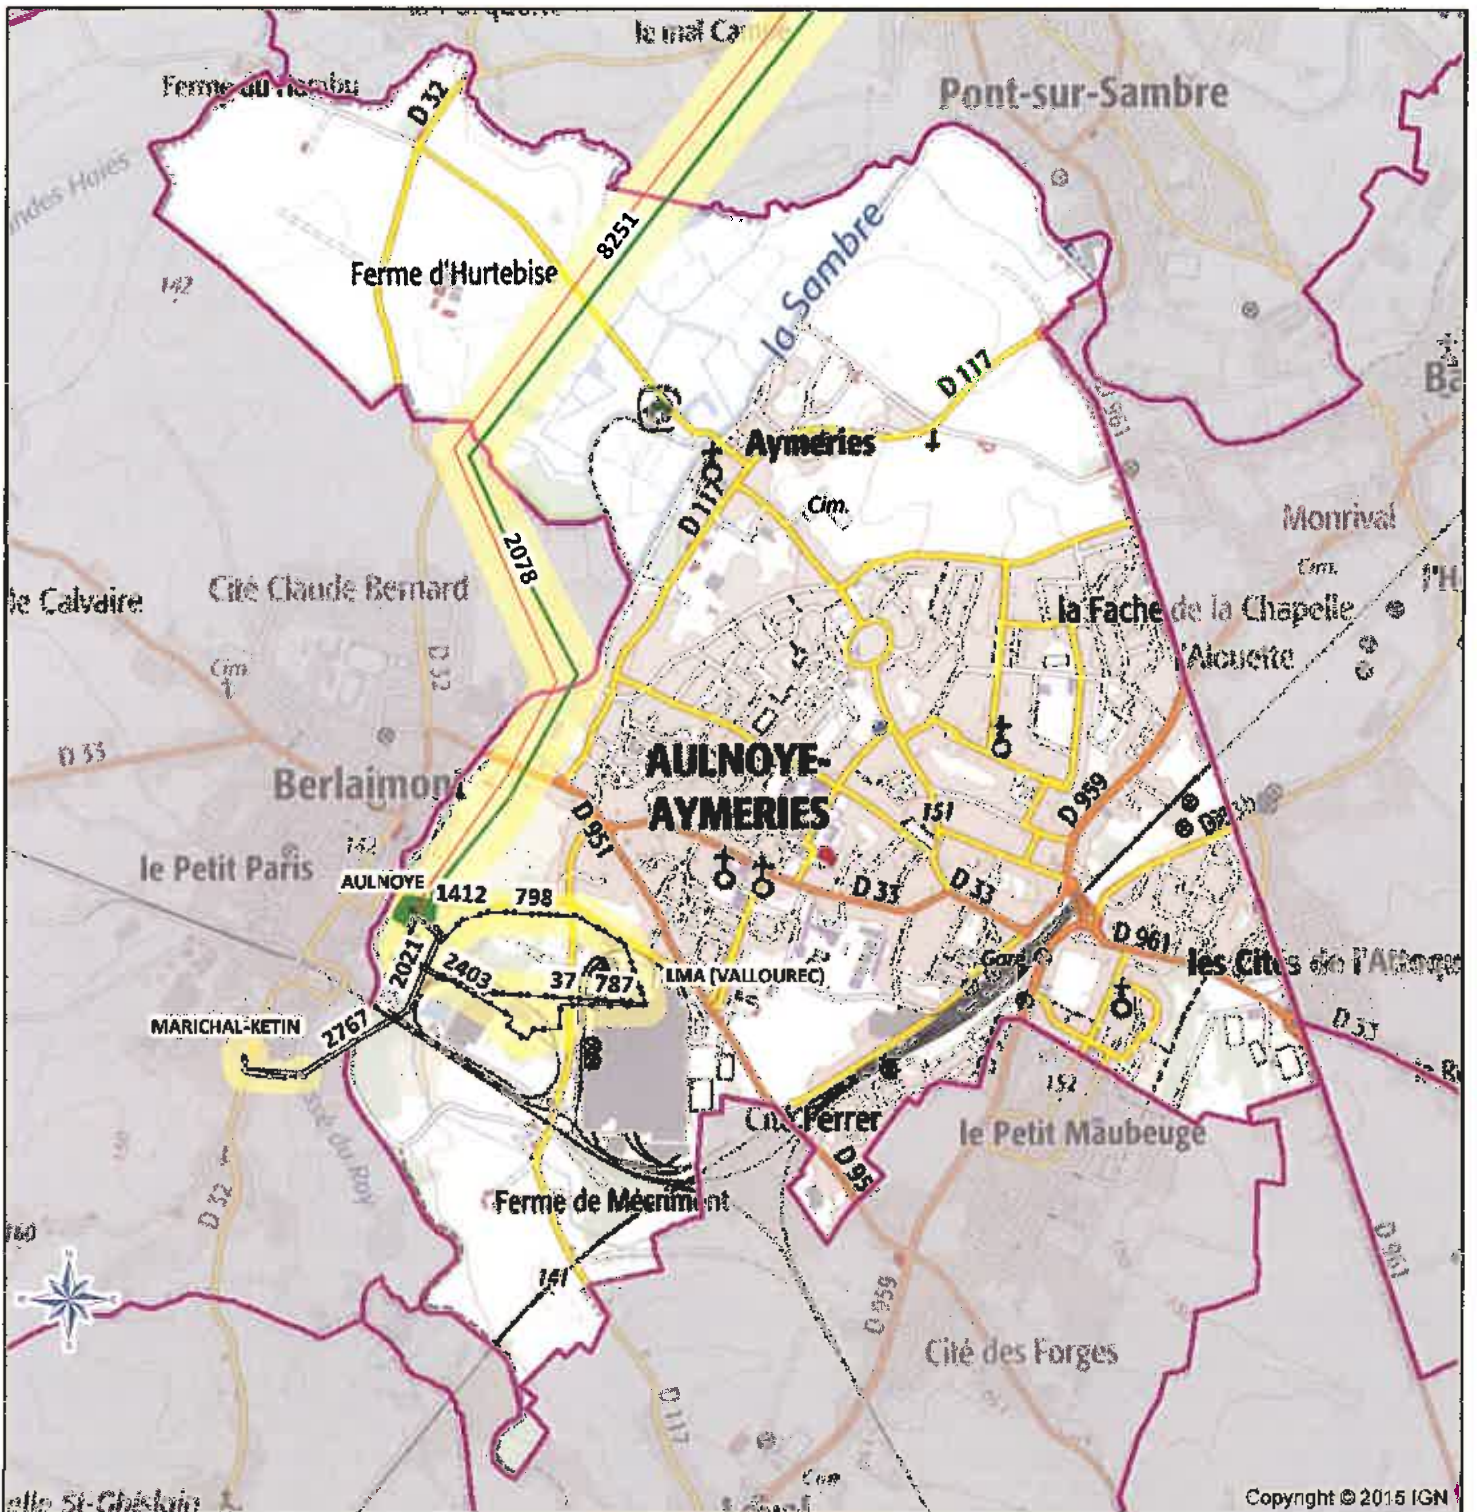 le mal
Pont-sur-Sambre
D 32
8251
la Sambre
Ferme d'Hurtebise
142
D 117
D 961
Aymeries
D 117
Cim.
Monrival
Cim.
2078
le Calvaire
Cité Claude Bernard
la Fache de la Chapelle
l'Alouette
Cim.
D 32
D 33
AULNOYE-
AYMERIES
Berlaimont
D 951
151
D 959
142
le Petit Paris
AULNOYE
1412
798
D 33
D 33
D 961
2021
2403
37
787
LMA (VALLOUREC)
Gare
les Cités de l'Attaque
MARICHAL-KETIN
2767
D 33
152
Cité Ferrer
le Petit Maubeuge
D 95
D 32
Ferme de Mécrimont
160
141
D 961
D 959
Cité des Forges
D 117
Copyright © 2015 IGN